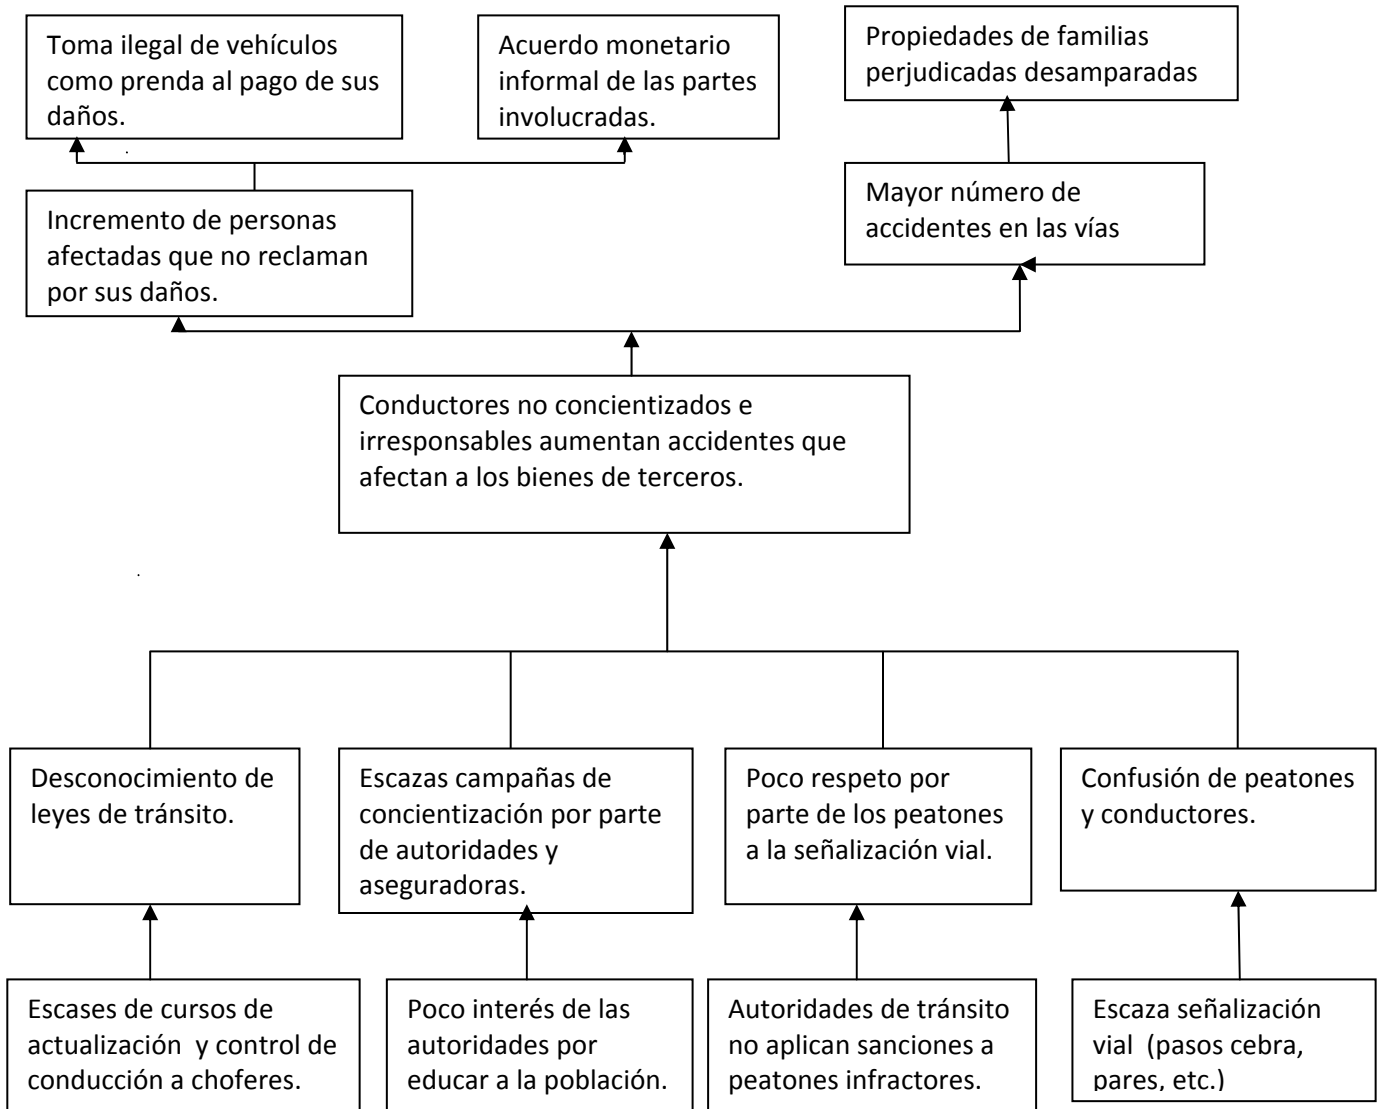 Toma ilegal de vehículos
como prenda al pago de sus
daños.
Acuerdo monetario
informal de las partes
involucradas.
Propiedades de familias
perjudicadas desamparadas
Incremento de personas
afectadas que no reclaman
por sus daños.
Mayor número de
accidentes en las vías
Conductores no concientizados e
irresponsables aumentan accidentes que
afectan a los bienes de terceros.
Desconocimiento de
leyes de tránsito.
Escazas campañas de
concientización por parte
de autoridades y
aseguradoras.
Poco respeto por
parte de los peatones
a la señalización vial.
Confusión de peatones
y conductores.
Escases de cursos de
actualización y control de
conducción a choferes.
Poco interés de las
autoridades por
educar a la población.
Autoridades de tránsito
no aplican sanciones a
peatones infractores.
Escaza señalización
vial (pasos cebra,
pares, etc.)